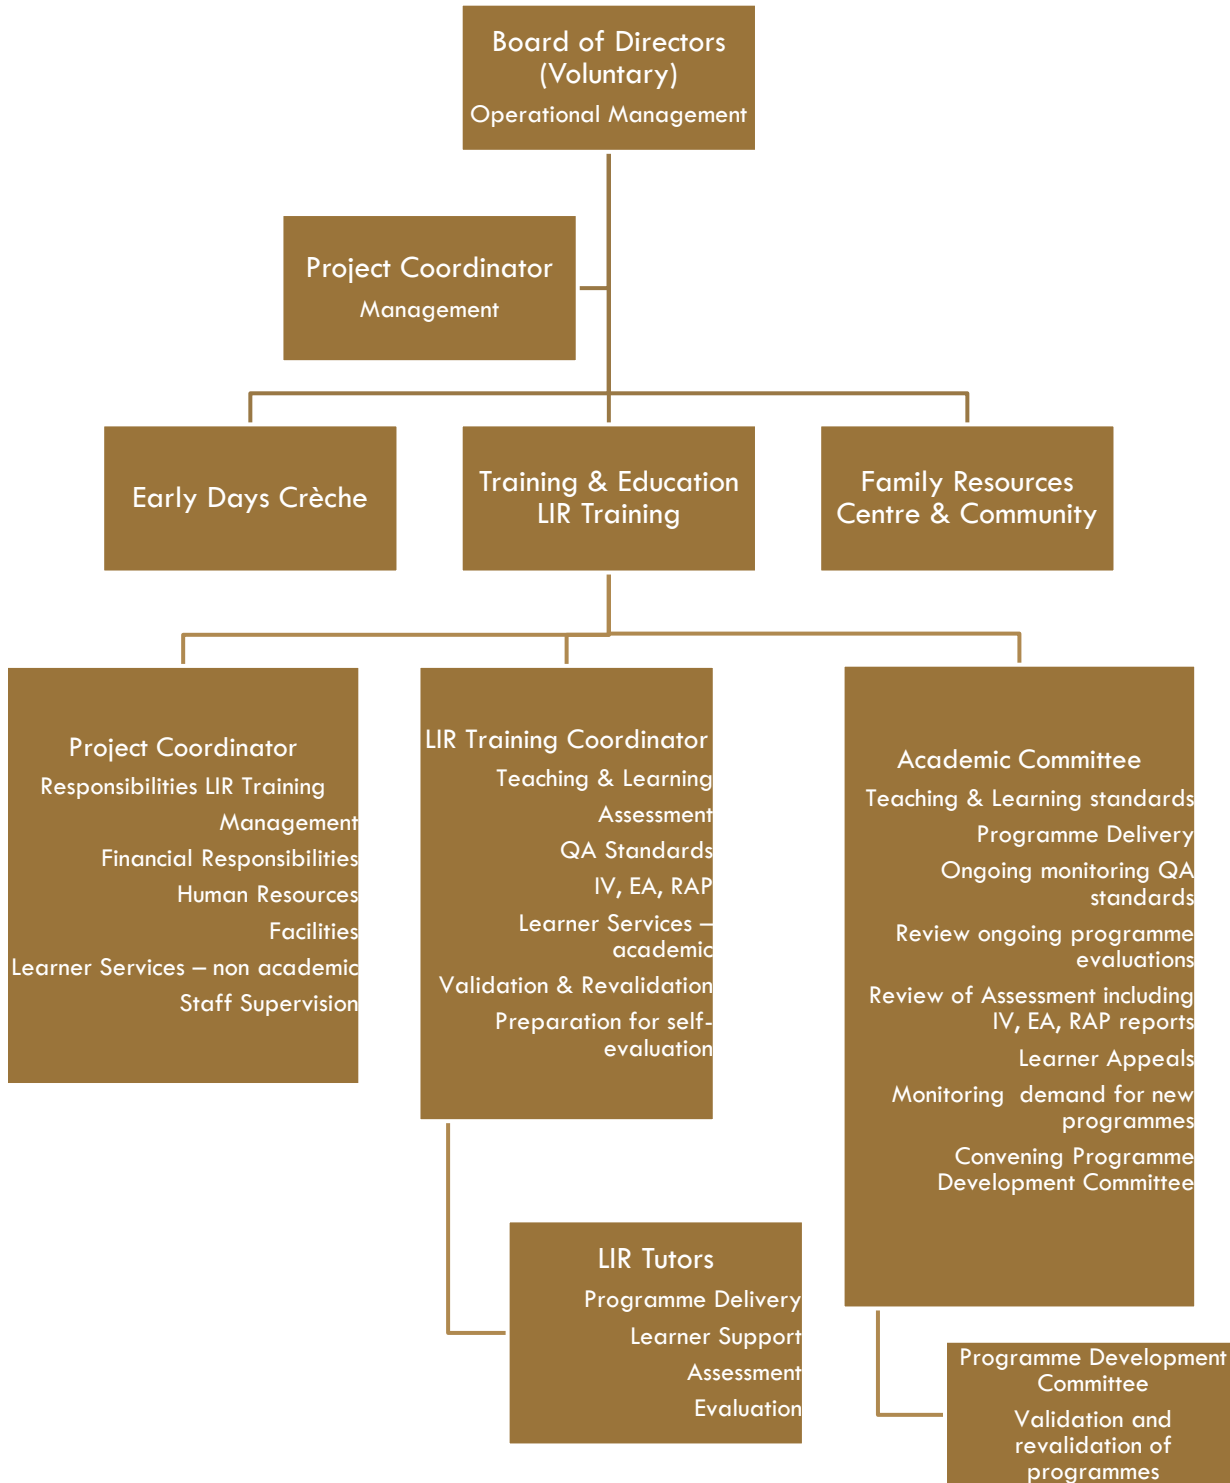 Board of Directors
(Voluntary)
Operational Management
Project Coordinator
Management
Early Days Crèche
Training & Education
LIR Training
Family Resources
Centre & Community
Project Coordinator
Responsibilities LIR Training
Management
Financial Responsibilities
Human Resources
Facilities
Learner Services – non academic
Staff Supervision
LIR Training Coordinator
Teaching & Learning
Assessment
QA Standards
IV, EA, RAP
Learner Services –
academic
Validation & Revalidation
Preparation for self-
evaluation
Academic Committee
Teaching & Learning standards
Programme Delivery
Ongoing monitoring QA
standards
Review ongoing programme
evaluations
Review of Assessment including
IV, EA, RAP reports
Learner Appeals
Monitoring  demand for new
programmes
Convening Programme
Development Committee
LIR Tutors
Programme Delivery
Learner Support
Assessment
Evaluation
Programme Development
Committee
Validation and
revalidation of
programmes